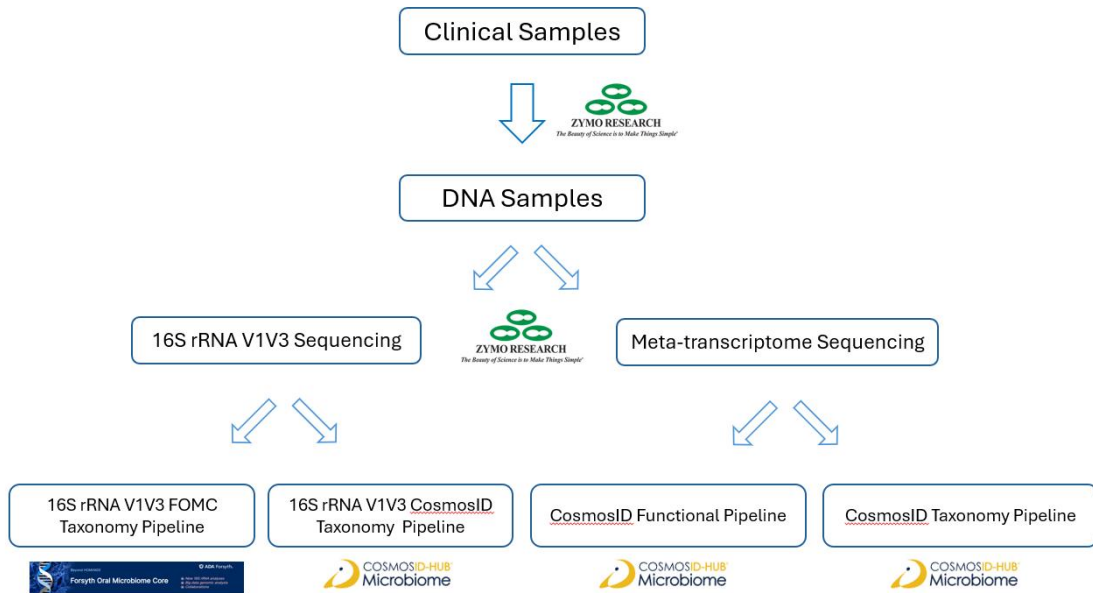 Clinical Samples
ZYMO RESEARCH
The Beauty of Science is to Make Things Simple®
DNA Samples
16S rRNA V1V3 Sequencing
ZYMO RESEARCH
The Beauty of Science is to Make Things Simple®
Meta-transcriptome Sequencing
16S rRNA V1V3 FOMC
Taxonomy Pipeline
16S rRNA V1V3 CosmosID
Taxonomy Pipeline
CosmosID Functional Pipeline
CosmosID Taxonomy Pipeline
ADA Forsyth
Forsyth Oral Microbiome Core
COSMOSID-HUB
Microbiome
COSMOSID-HUB
Microbiome
COSMOSID-HUB
Microbiome